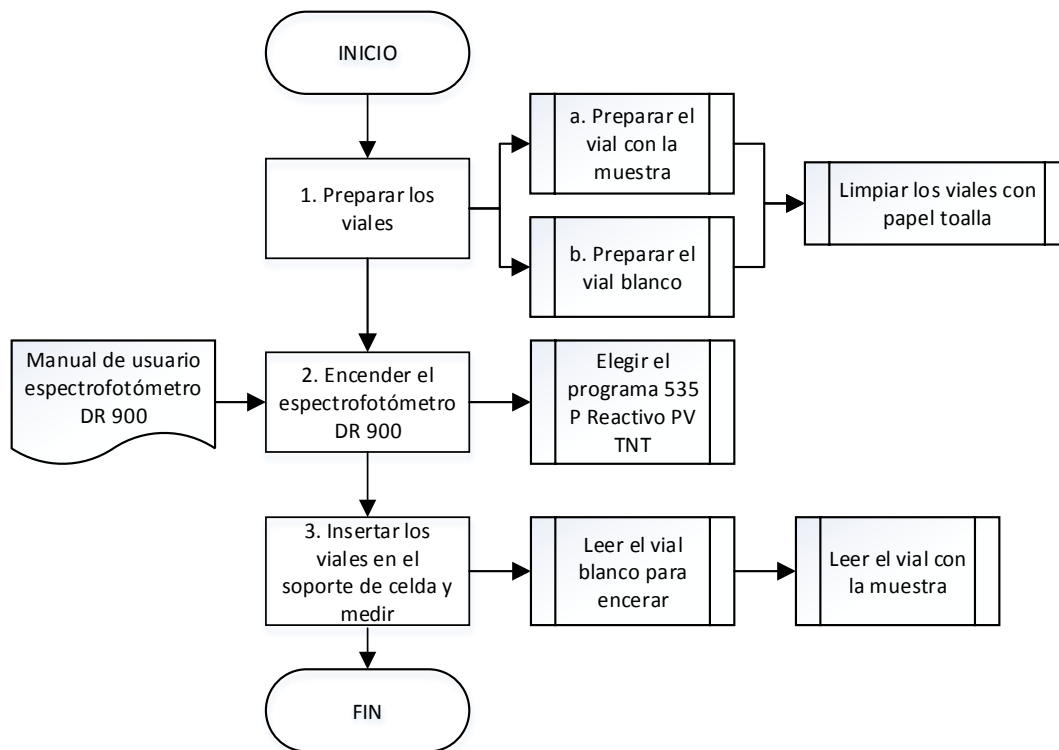 INICIO
1. Preparar los
viales
a. Preparar el
vial con la
muestra
b. Preparar el
vial blanco
Limpiar los viales con
papel toalla
Manual de usuario
espectrofotómetro
DR 900
2. Encender el
espectrofotómetro
DR 900
Elegir el
programa 535
P Reactivo PV
TNT
3. Insertar los
viales en el
soporte de celda y
medir
Leer el vial
blanco para
encerar
Leer el vial con
la muestra
FIN